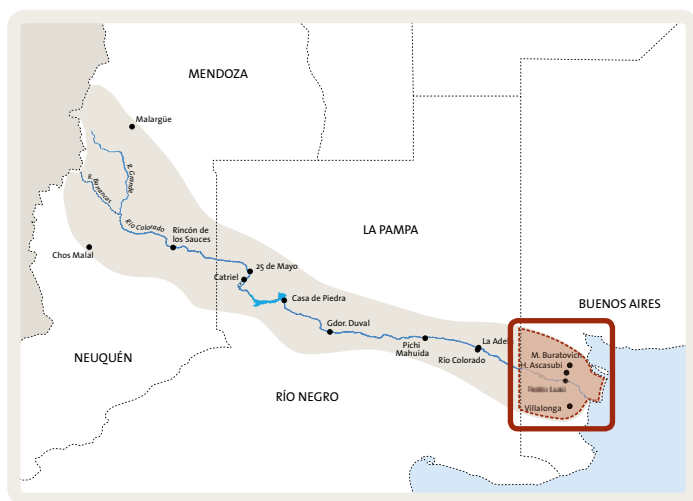 MENDOZA
Malargüe
R. Grande
R. Barrancas
Río Colorado
Rincón de
los Sauces
LA PAMPA
Chos Malal
25 de Mayo
Catriel
Casa de Piedra
BUENOS AIRES
Gdor. Duval
Pichi
Mahuida
La Adel
Río Colorado
M. Buratovich
H. Ascasubi
NEUQUÉN
RÍO NEGRO
Villalonga